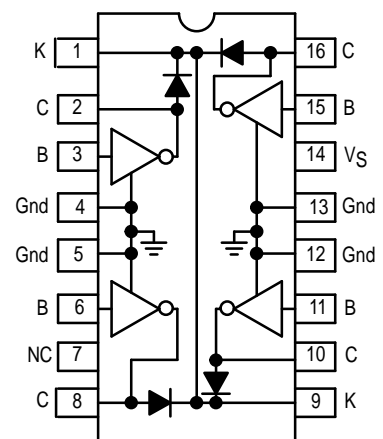 K 1
C 2
B 3
Gnd 4
Gnd 5
B 6
NC 7
C 8
16 C
15 B
14 VS
13 Gnd
12 Gnd
11 B
10 C
9 K